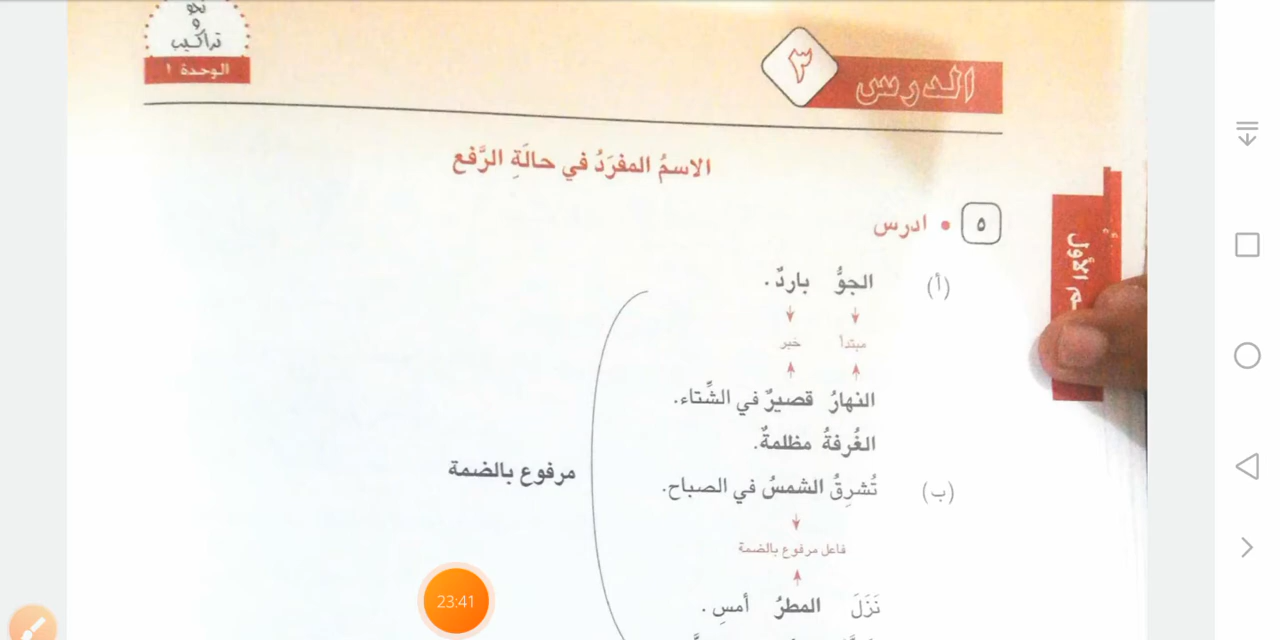 نحو
و
تراكيب
الوحدة ١
الدرس ٣
الاسمُ المفرَدُ في حالَةِ الرَّفع
٥ • ادرس
(أ) الجوُّ باردٌ .
مبتدأ خبر
النهارُ قصيرٌ في الشِّتاء.
الغُرفةُ مظلمةٌ.
مرفوع بالضمة
(ب) تُشرِقُ الشمسُ في الصباح.
فاعل مرفوع بالضمة
نَزَلَ المطرُ أمسِ .
الأول
23:41